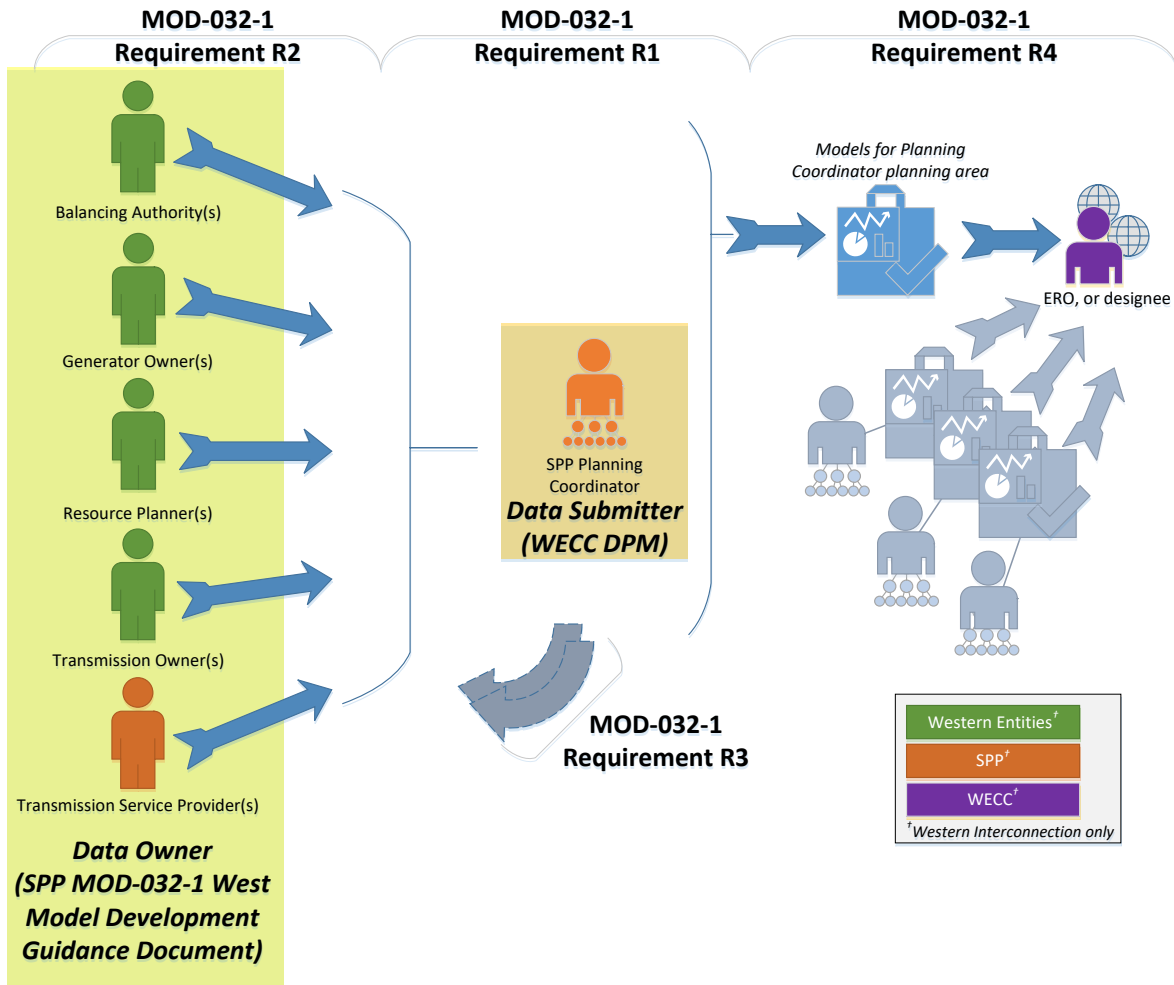 MOD-032-1
Requirement R2
MOD-032-1
Requirement R1
MOD-032-1
Requirement R4
Balancing Authority(s)
Generator Owner(s)
Resource Planner(s)
Transmission Owner(s)
Transmission Service Provider(s)
Data Owner
(SPP MOD-032-1 West
Model Development
Guidance Document)
SPP Planning
Coordinator
Data Submitter
(WECC DPM)
MOD-032-1
Requirement R3
Models for Planning
Coordinator planning area
ERO, or designee
Western Entities†
SPP†
WECC†
†Western Interconnection only